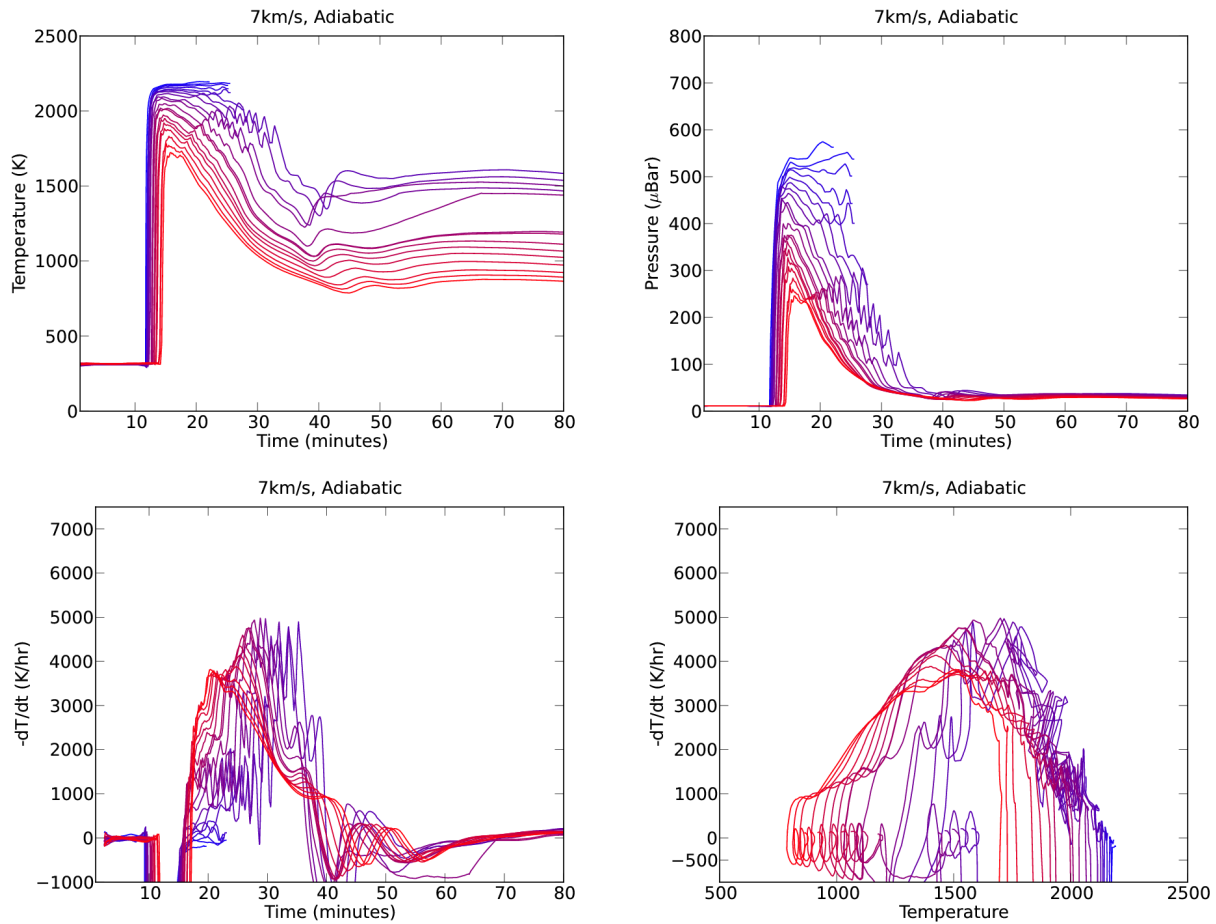 7km/s, Adiabatic
2500
2000
1500
1000
500
0
Temperature (K)
10 20 30 40 50 60 70 80
Time (minutes)
7km/s, Adiabatic
800
700
600
500
400
300
200
100
0
Pressure (μBar)
10 20 30 40 50 60 70 80
Time (minutes)
7km/s, Adiabatic
7000
6000
5000
4000
3000
2000
1000
0
−1000
-dT/dt (K/hr)
10 20 30 40 50 60 70 80
Time (minutes)
7km/s, Adiabatic
7000
6000
5000
4000
3000
2000
1000
0
−500
-dT/dt (K/hr)
500 1000 1500 2000 2500
Temperature